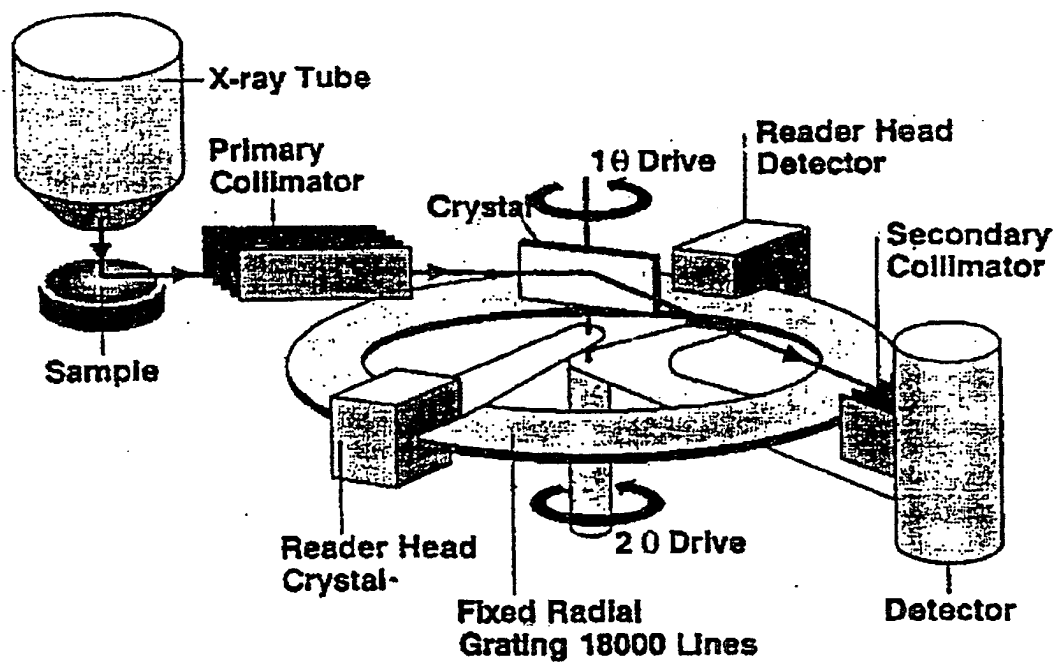 X-ray Tube
Primary
Collimator
Crystal
1θ Drive
Reader Head
Detector
Secondary
Collimator
Sample
Reader Head
Crystal-
2θ Drive
Fixed Radial
Grating 18000 Lines
Detector